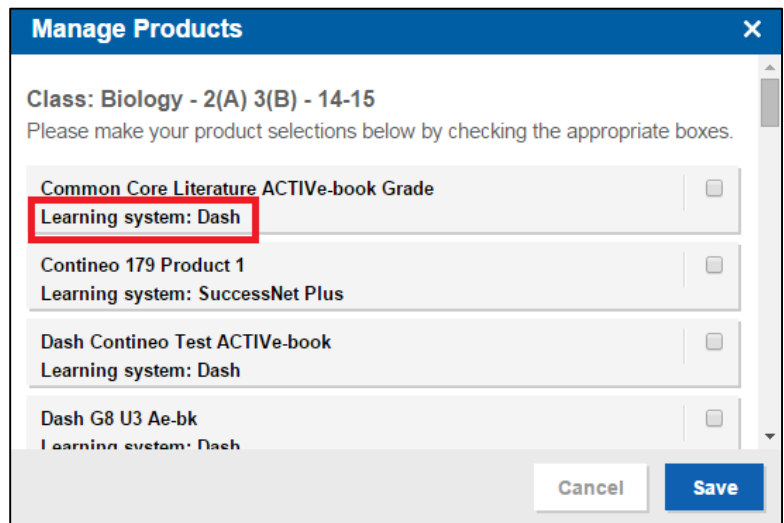 Manage Products
Class: Biology - 2(A) 3(B) - 14-15
Please make your product selections below by checking the appropriate boxes.
Common Core Literature ACTIVe-book Grade
Learning system: Dash
Contineo 179 Product 1
Learning system: SuccessNet Plus
Dash Contineo Test ACTIVe-book
Learning system: Dash
Dash G8 U3 Ae-bk
Learning system: Dash
Cancel
Save